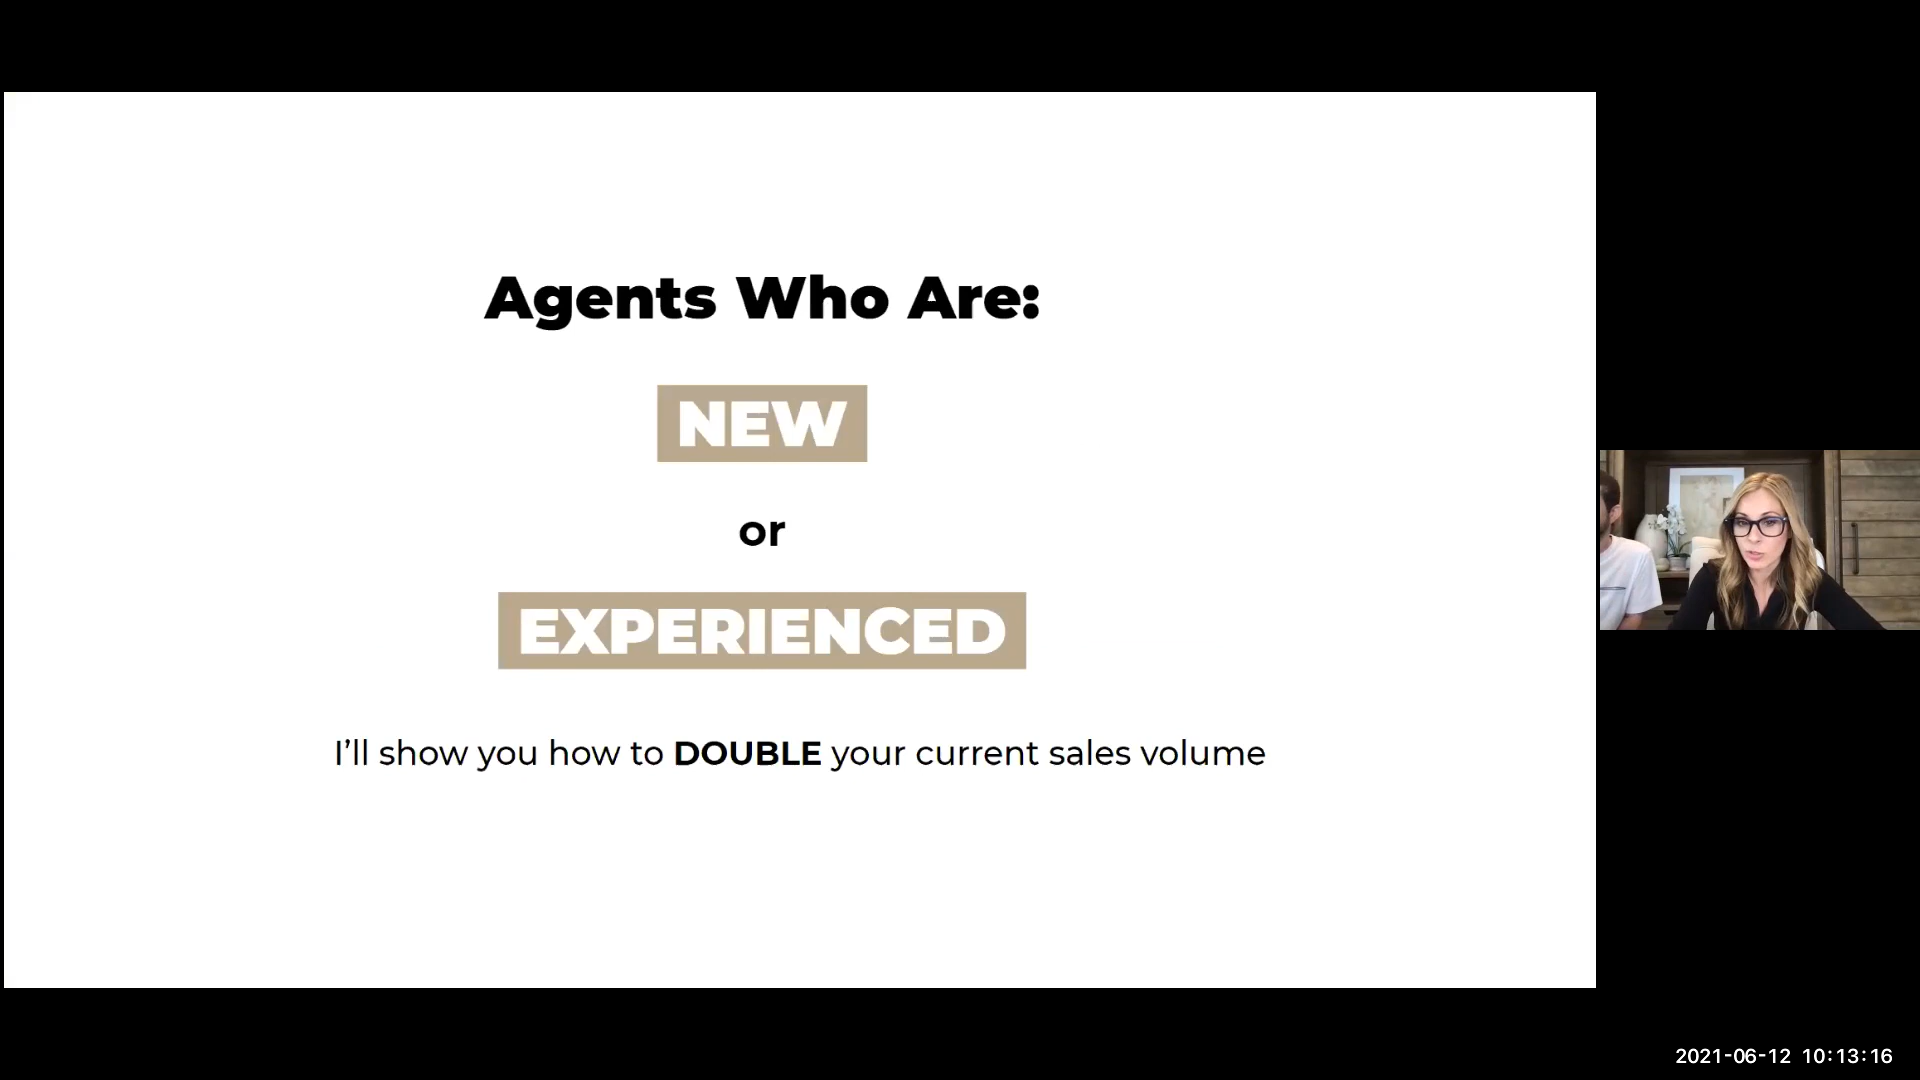 Agents Who Are:
NEW
or
EXPERIENCED
I’ll show you how to DOUBLE your current sales volume
2021-06-12 10:13:16